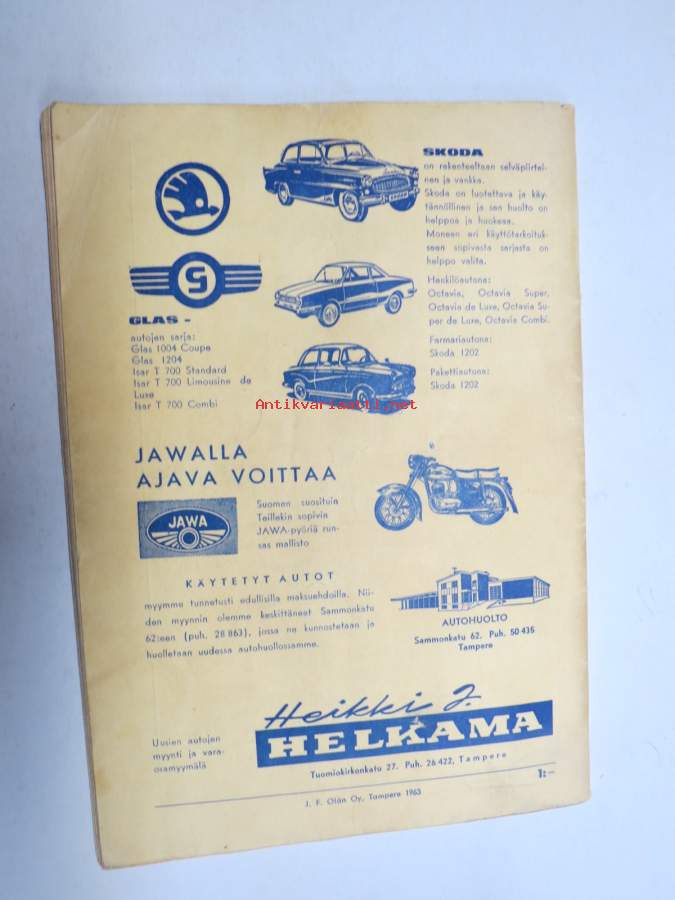 SKODA
on rakenteeltaan selväpiirtei-
nen ja vankka.
Skoda on luotettava ja käy-
tännöllinen ja sen huolto on
helppoa ja huokeaa.
Moneen eri käyttötarkoituk-
seen sopivasta sarjasta on
helppo valita.
Henkilöautona:
Octavia, Octavia Super,
Octavia de Luxe, Octavia Su-
per de Luxe, Octavia Combi.
Farmariautona:
Skoda 1202
Pakettiautona:
Skoda 1202
GLAS -
autojen sarja:
Glas 1004 Coupe
Glas 1204
Isar T 700 Standard
Isar T 700 Limousine de
Luxe
Isar T 700 Combi
Antikvariaatti.net
JAWALLA
AJAVA VOITTAA
JAWA
Suomen suosituin
Teillekin sopivin
JAWA-pyöriä run-
sas mallisto
KÄYTETYT AUTOT
myymme tunnetusti edullisilla maksuehdoilla. Nii-
den myynnin olemme keskittäneet Sammonkatu
62:een (puh. 28 863), jossa ne kunnostetaan ja
huolletaan uudessa autohuollossamme.
AUTOHUOLTO
Sammonkatu 62. Puh. 50 435
Tampere
Uusien autojen
myynti ja vara-
osamyymälä
Heikki J.
HELKAMA
Tuomiokirkonkatu 27. Puh. 26 422, Tampere
1:—
J. F. Olán Oy, Tampere 1963